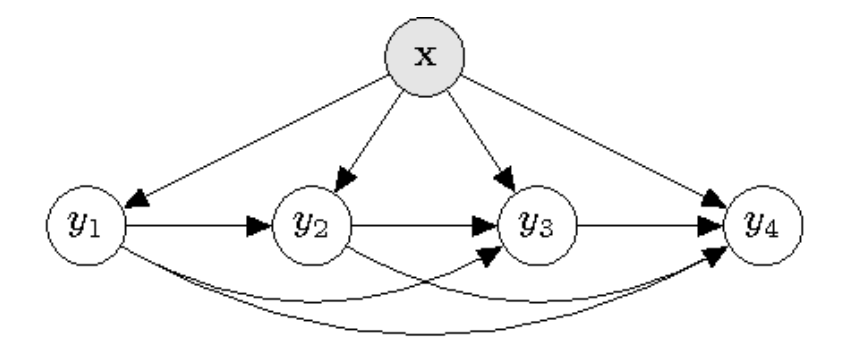 x
y₁ y₂ y₃ y₄